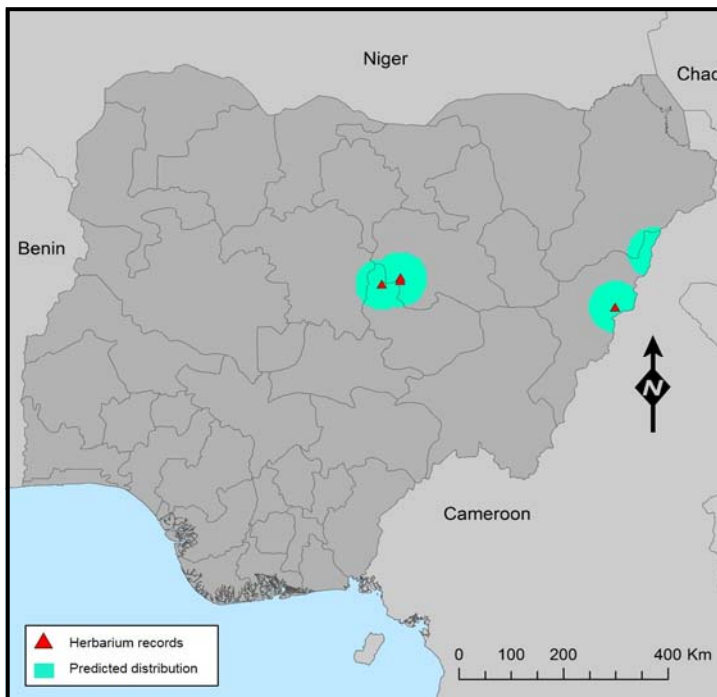 Niger
Chad
Benin
N
Cameroon
Herbarium records
Predicted distribution
0 100 200 400 Km